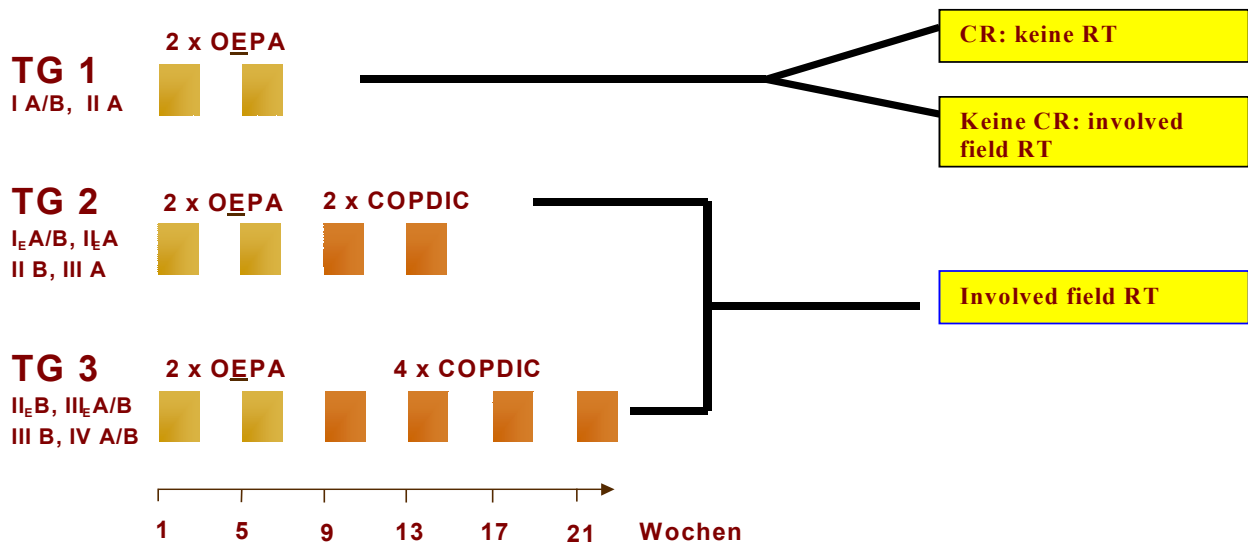 2 x OEPA
TG 1
I A/B, II A
CR: keine RT
Keine CR: involved
field RT
TG 2
2 x OEPA
2 x COPDIC
IEA/B, IIEA
II B, III A
Involved field RT
TG 3
2 x OEPA
4 x COPDIC
IIEB, IIIEA/B
III B, IV A/B
1 5 9 13 17 21 Wochen